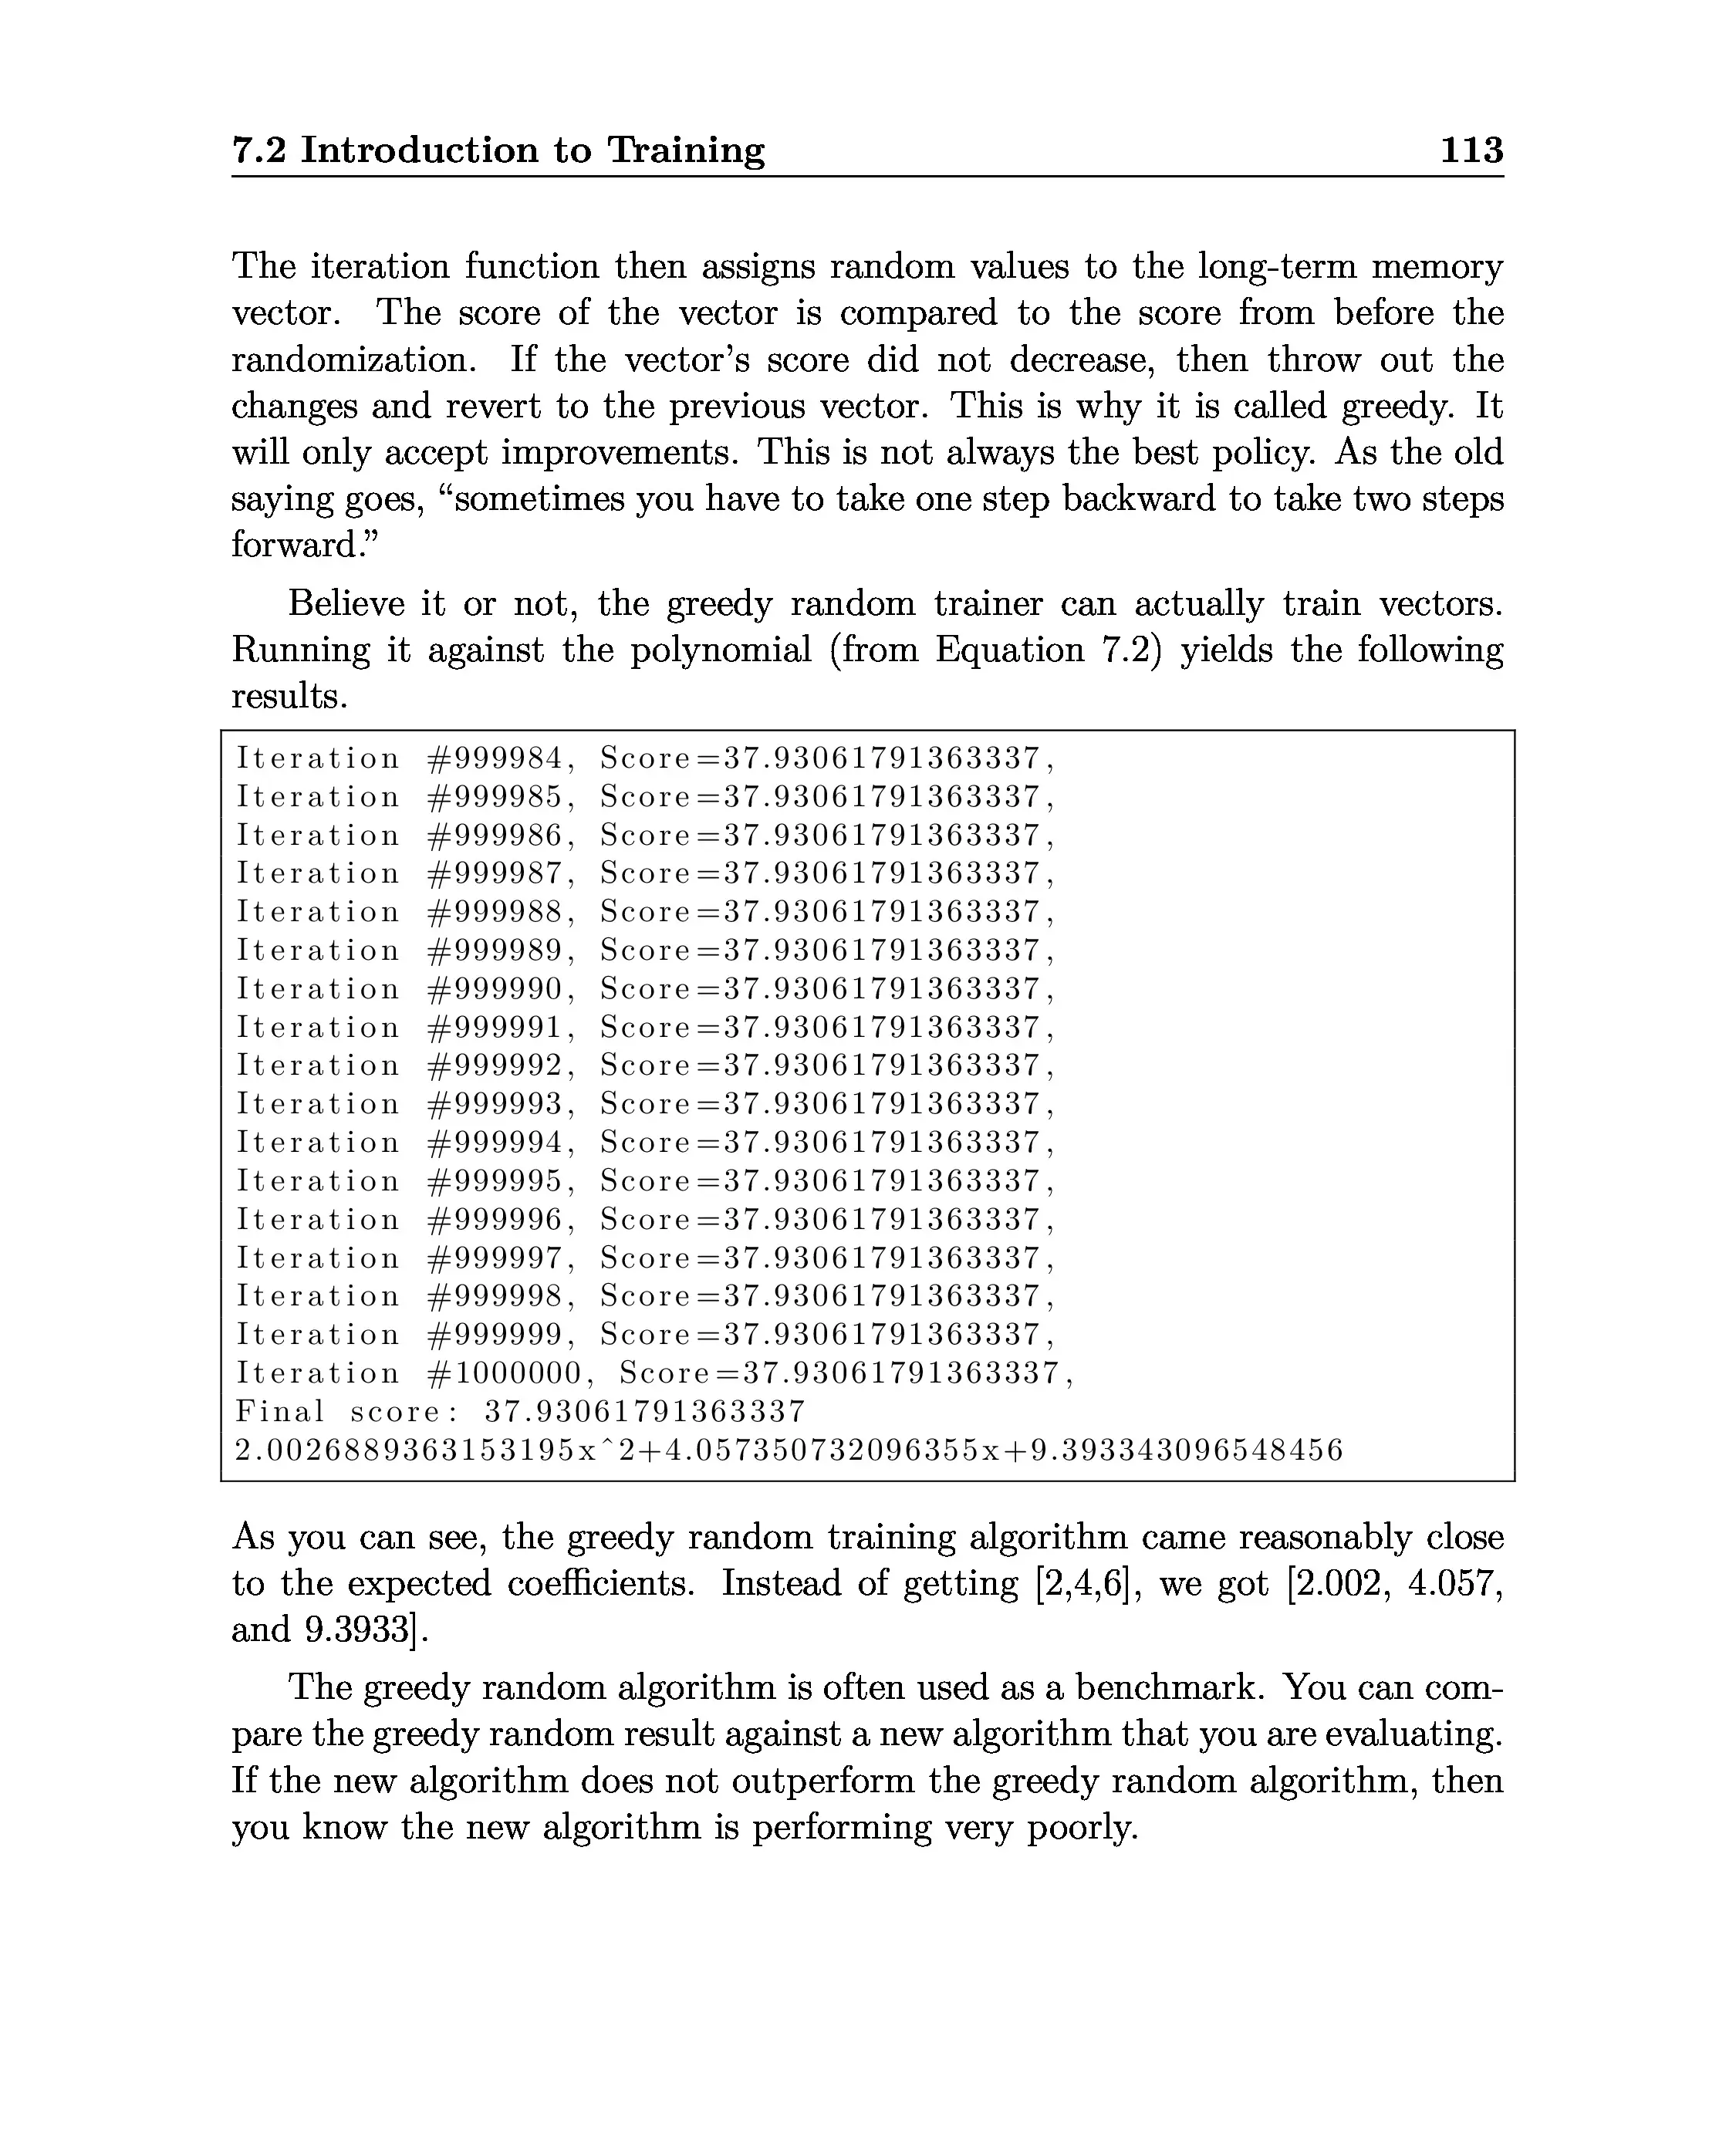 7.2 Introduction to Training 113
The iteration function then assigns random values to the long-term memory
vector. The score of the vector is compared to the score from before the
randomization. If the vector's score did not decrease, then throw out the
changes and revert to the previous vector. This is why it is called greedy. It
will only accept improvements. This is not always the best policy. As the old
saying goes, “sometimes you have to take one step backward to take two steps
forward.”
Believe it or not, the greedy random trainer can actually train vectors.
Running it against the polynomial (from Equation 7.2) yields the following
results.
Iteration #999984, Score=37.93061791363337,
Iteration #999985, Score=37.93061791363337,
Iteration #999986, Score=37.93061791363337,
Iteration #999987, Score=37.93061791363337,
Iteration #999988, Score=37.93061791363337,
Iteration #999989, Score=37.93061791363337,
Iteration #999990, Score=37.93061791363337,
Iteration #999991, Score=37.93061791363337,
Iteration #999992, Score=37.93061791363337,
Iteration #999993, Score=37.93061791363337,
Iteration #999994, Score=37.93061791363337,
Iteration #999995, Score=37.93061791363337,
Iteration #999996, Score=37.93061791363337,
Iteration #999997, Score=37.93061791363337,
Iteration #999998, Score=37.93061791363337,
Iteration #999999, Score=37.93061791363337,
Iteration #1000000, Score=37.93061791363337,
Final score: 37.93061791363337
2.0026889363153195x^2+4.057350732096355x+9.393343096548456
As you can see, the greedy random training algorithm came reasonably close
to the expected coefficients. Instead of getting [2,4,6], we got [2.002, 4.057,
and 9.3933].
The greedy random algorithm is often used as a benchmark. You can com-
pare the greedy random result against a new algorithm that you are evaluating.
If the new algorithm does not outperform the greedy random algorithm, then
you know the new algorithm is performing very poorly.